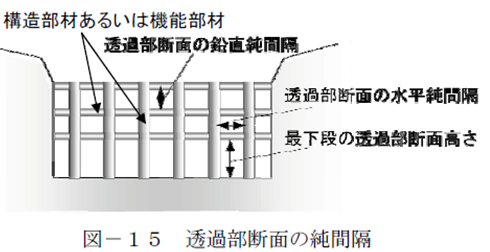 構造部材あるいは機能部材
透過部断面の鉛直純間隔
透過部断面の水平純間隔
最下段の透過部断面高さ
図－１５　透過部断面の純間隔